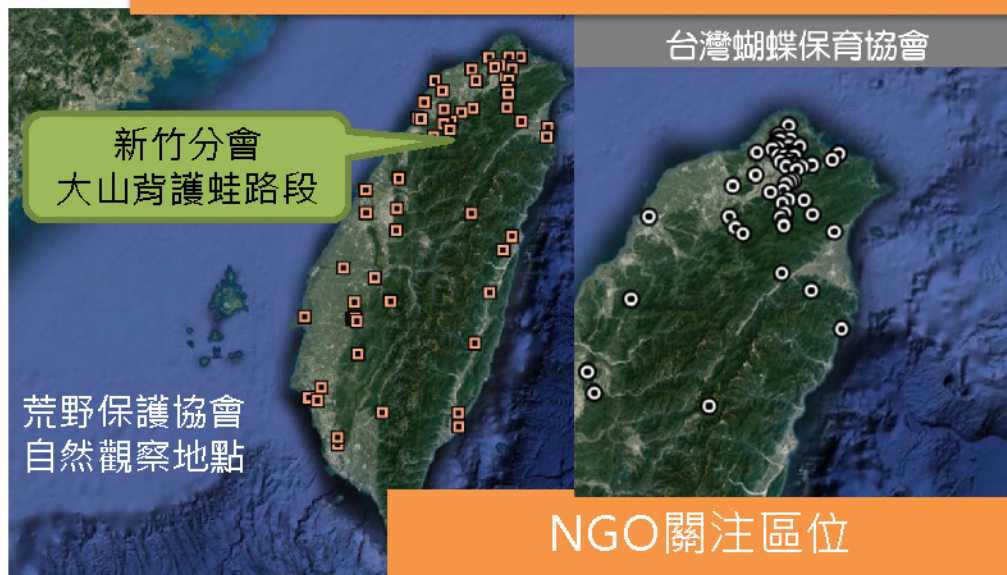 台灣蝴蝶保育協會
新竹分會
大山背護蛙路段
荒野保護協會
自然觀察地點
NGO關注區位